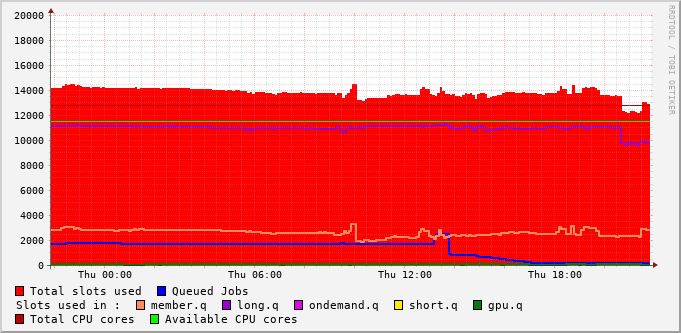 20000
18000
16000
14000
12000
10000
8000
6000
4000
2000
0
Thu 00:00 Thu 06:00 Thu 12:00 Thu 18:00
RRDTOOL / TOBI OETIKER
Total slots used Queued Jobs
Slots used in : member.q long.q ondemand.q short.q gpu.q
Total CPU cores Available CPU cores